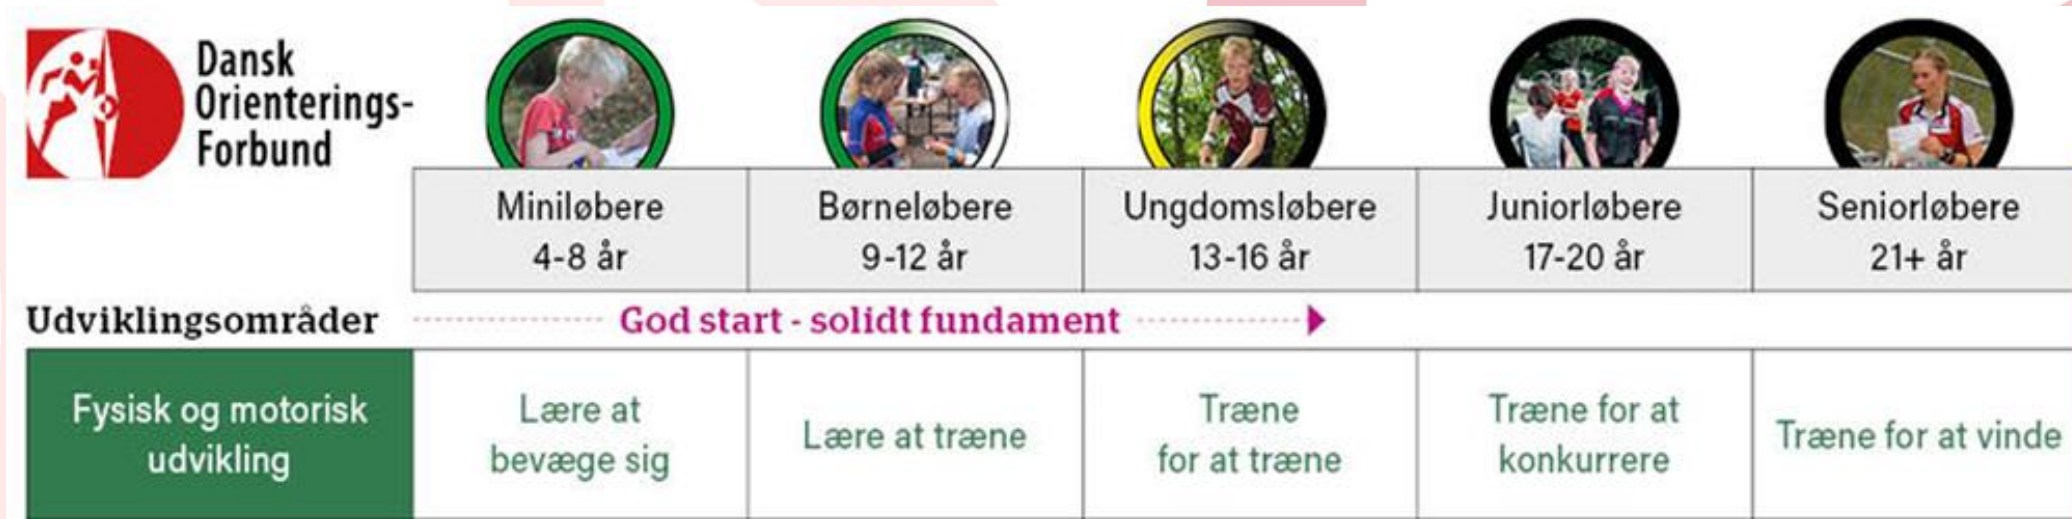 Dansk
Orienterings-
Forbund
Miniløbere
4-8 år
Børneløbere
9-12 år
Ungdomsløbere
13-16 år
Juniorløbere
17-20 år
Seniorløbere
21+ år
Udviklingsområder
God start - solidt fundament
Fysisk og motorisk
udvikling
Lære at
bevæge sig
Lære at træne
Træne
for at træne
Træne for at
konkurrere
Træne for at vinde